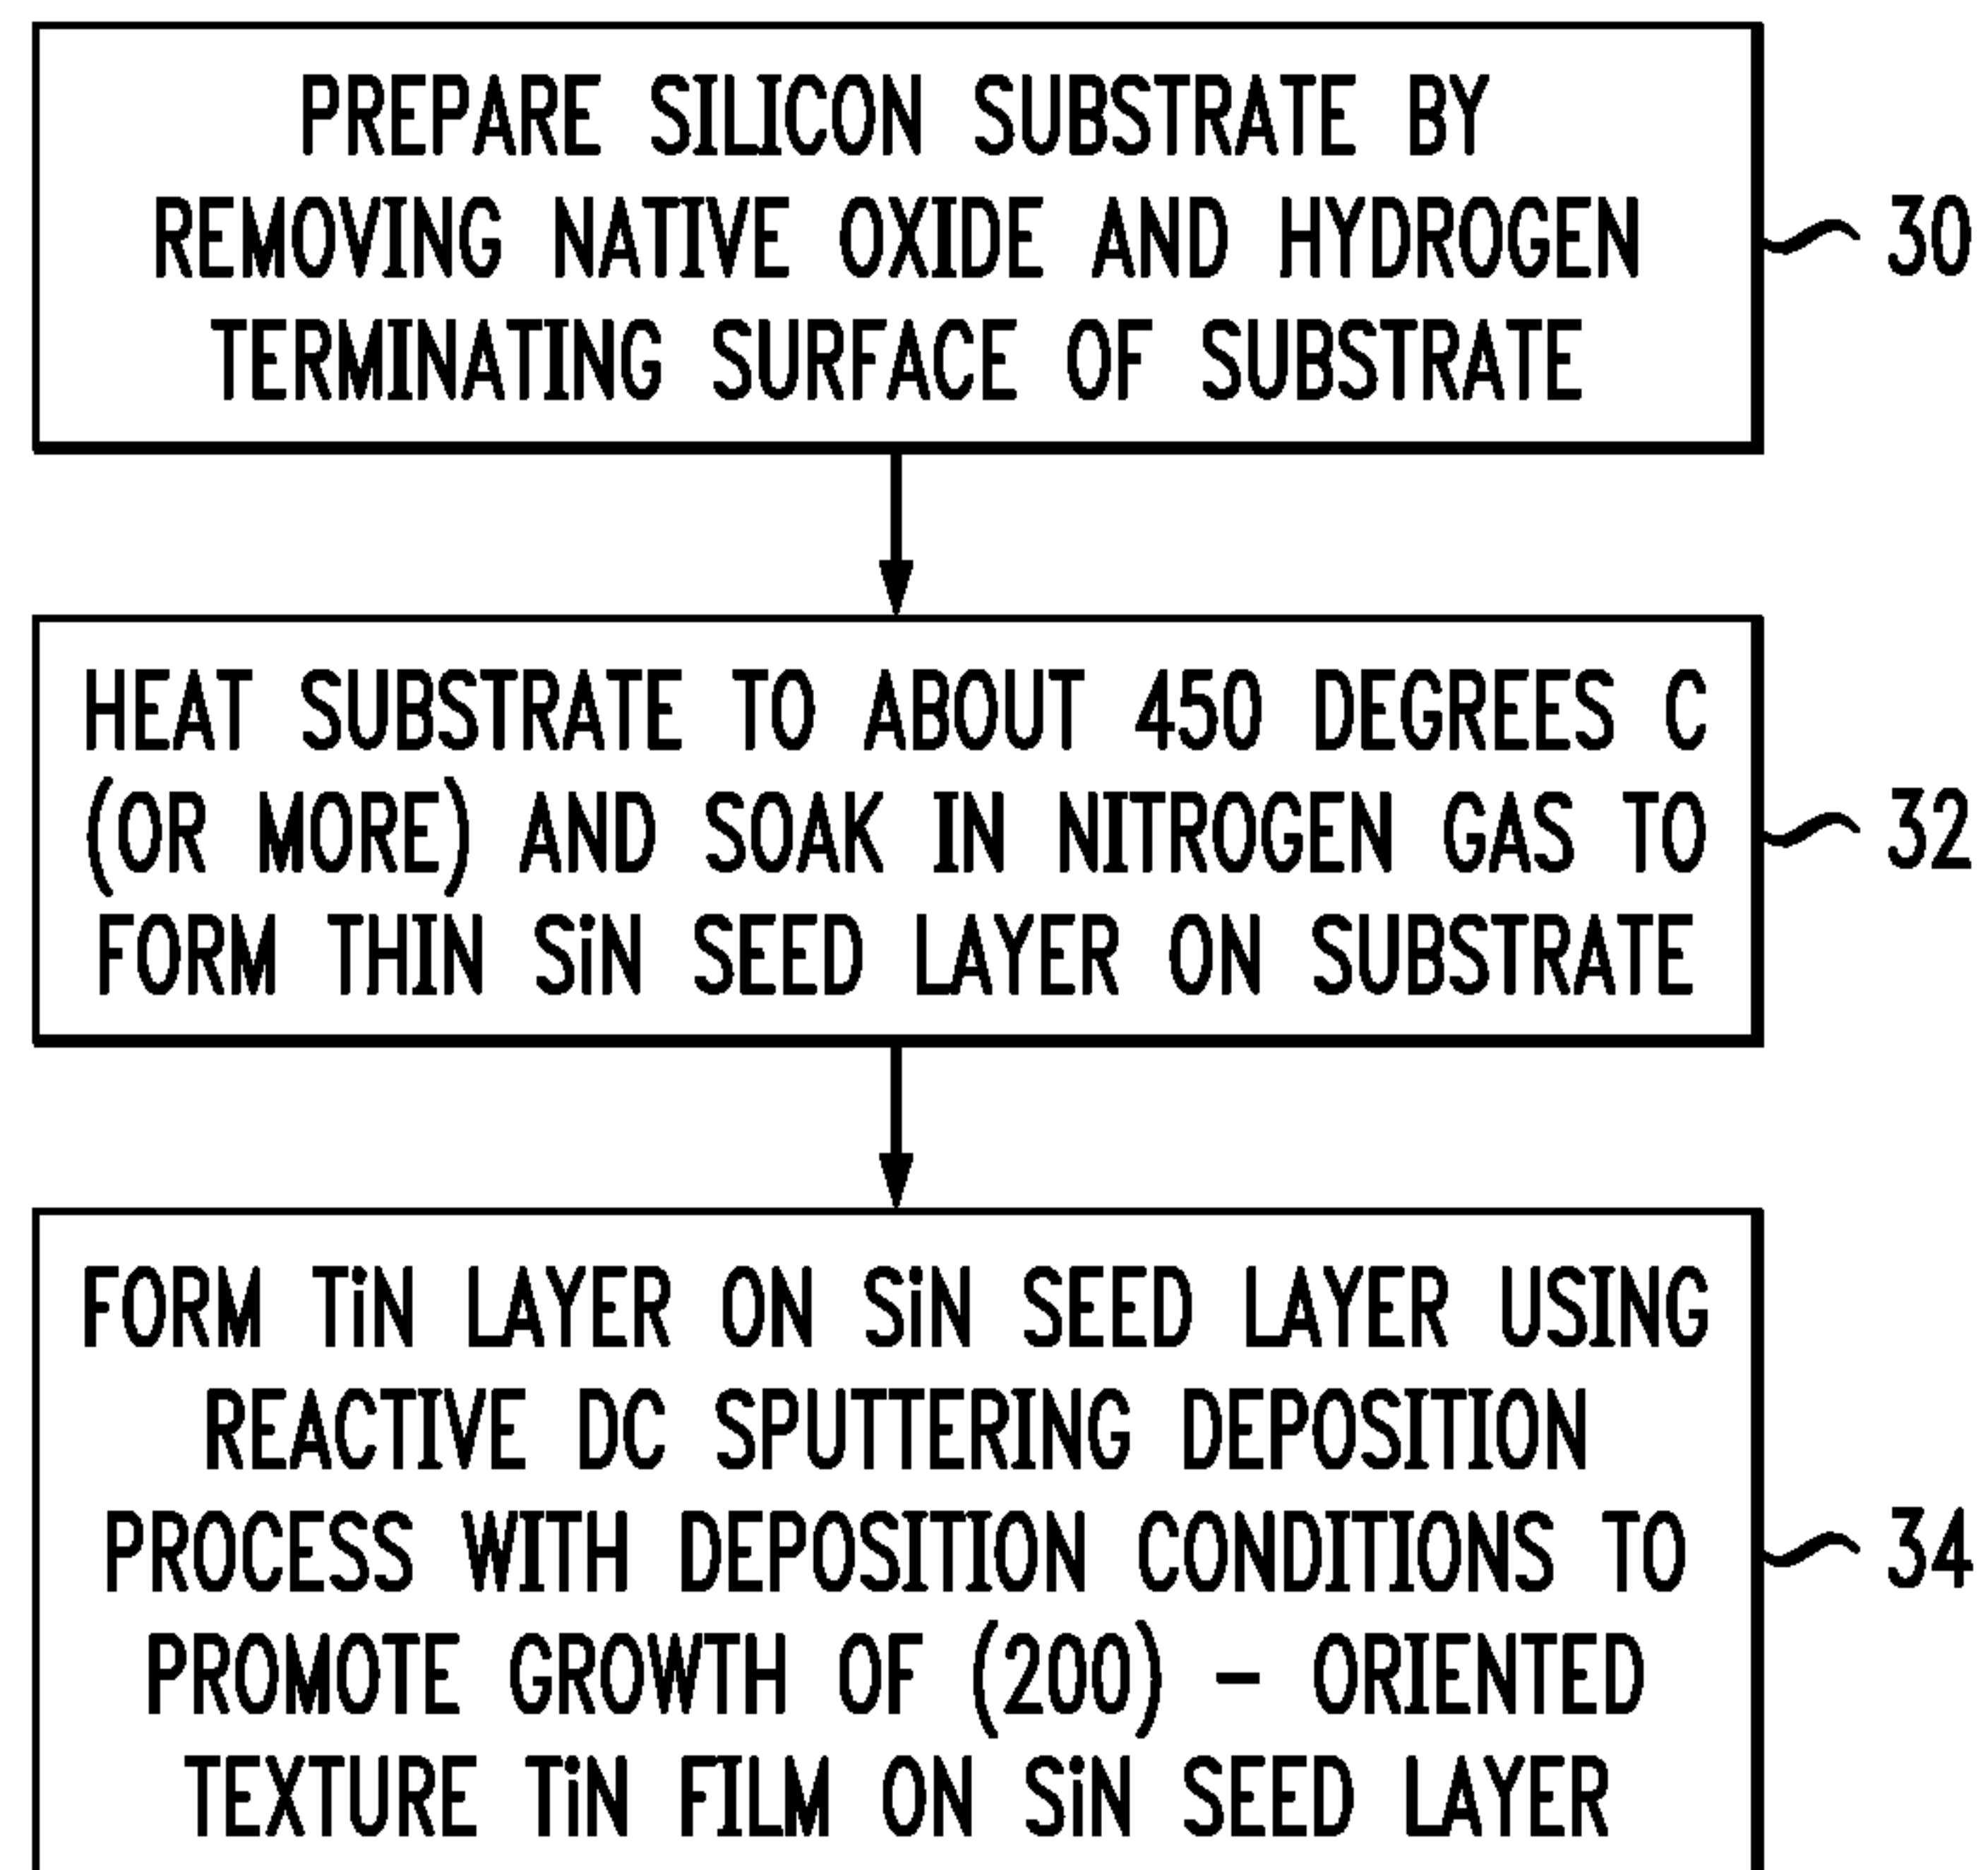 PREPARE SILICON SUBSTRATE BY
REMOVING NATIVE OXIDE AND HYDROGEN
TERMINATING SURFACE OF SUBSTRATE
30
HEAT SUBSTRATE TO ABOUT 450 DEGREES C
(OR MORE) AND SOAK IN NITROGEN GAS TO
FORM THIN SiN SEED LAYER ON SUBSTRATE
32
FORM TiN LAYER ON SiN SEED LAYER USING
REACTIVE DC SPUTTERING DEPOSITION
PROCESS WITH DEPOSITION CONDITIONS TO
PROMOTE GROWTH OF (200) - ORIENTED
TEXTURE TiN FILM ON SiN SEED LAYER
34